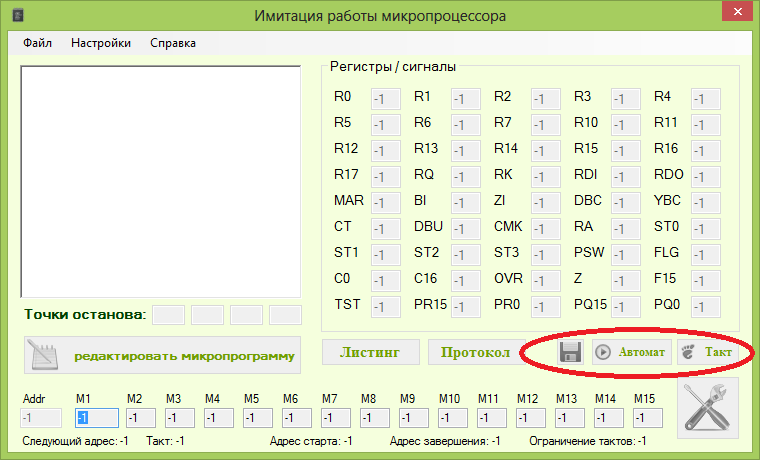 Имитация работы микропроцессора
x
Файл Настройки Справка
Регистры / сигналы
R0 -1 R1 -1 R2 -1 R3 -1 R4 -1
R5 -1 R6 -1 R7 -1 R10 -1 R11 -1
R12 -1 R13 -1 R14 -1 R15 -1 R16 -1
R17 -1 RQ -1 RK -1 RDI -1 RDO -1
MAR -1 BI -1 ZI -1 DBC -1 YBC -1
CT -1 DBU -1 CMK -1 RA -1 ST0 -1
ST1 -1 ST2 -1 ST3 -1 PSW -1 FLG -1
C0 -1 C16 -1 OVR -1 Z -1 F15 -1
TST -1 PR15 -1 PR0 -1 PQ15 -1 PQ0 -1
Точки останова:
редактировать микропрограмму
Листинг Протокол Автомат Такт
Addr M1 M2 M3 M4 M5 M6 M7 M8 M9 M10 M11 M12 M13 M14 M15
-1 -1 -1 -1 -1 -1 -1 -1 -1 -1 -1 -1 -1 -1 -1 -1
Следующий адрес: -1 Такт: -1 Адрес старта: -1 Адрес завершения: -1 Ограничение тактов: -1